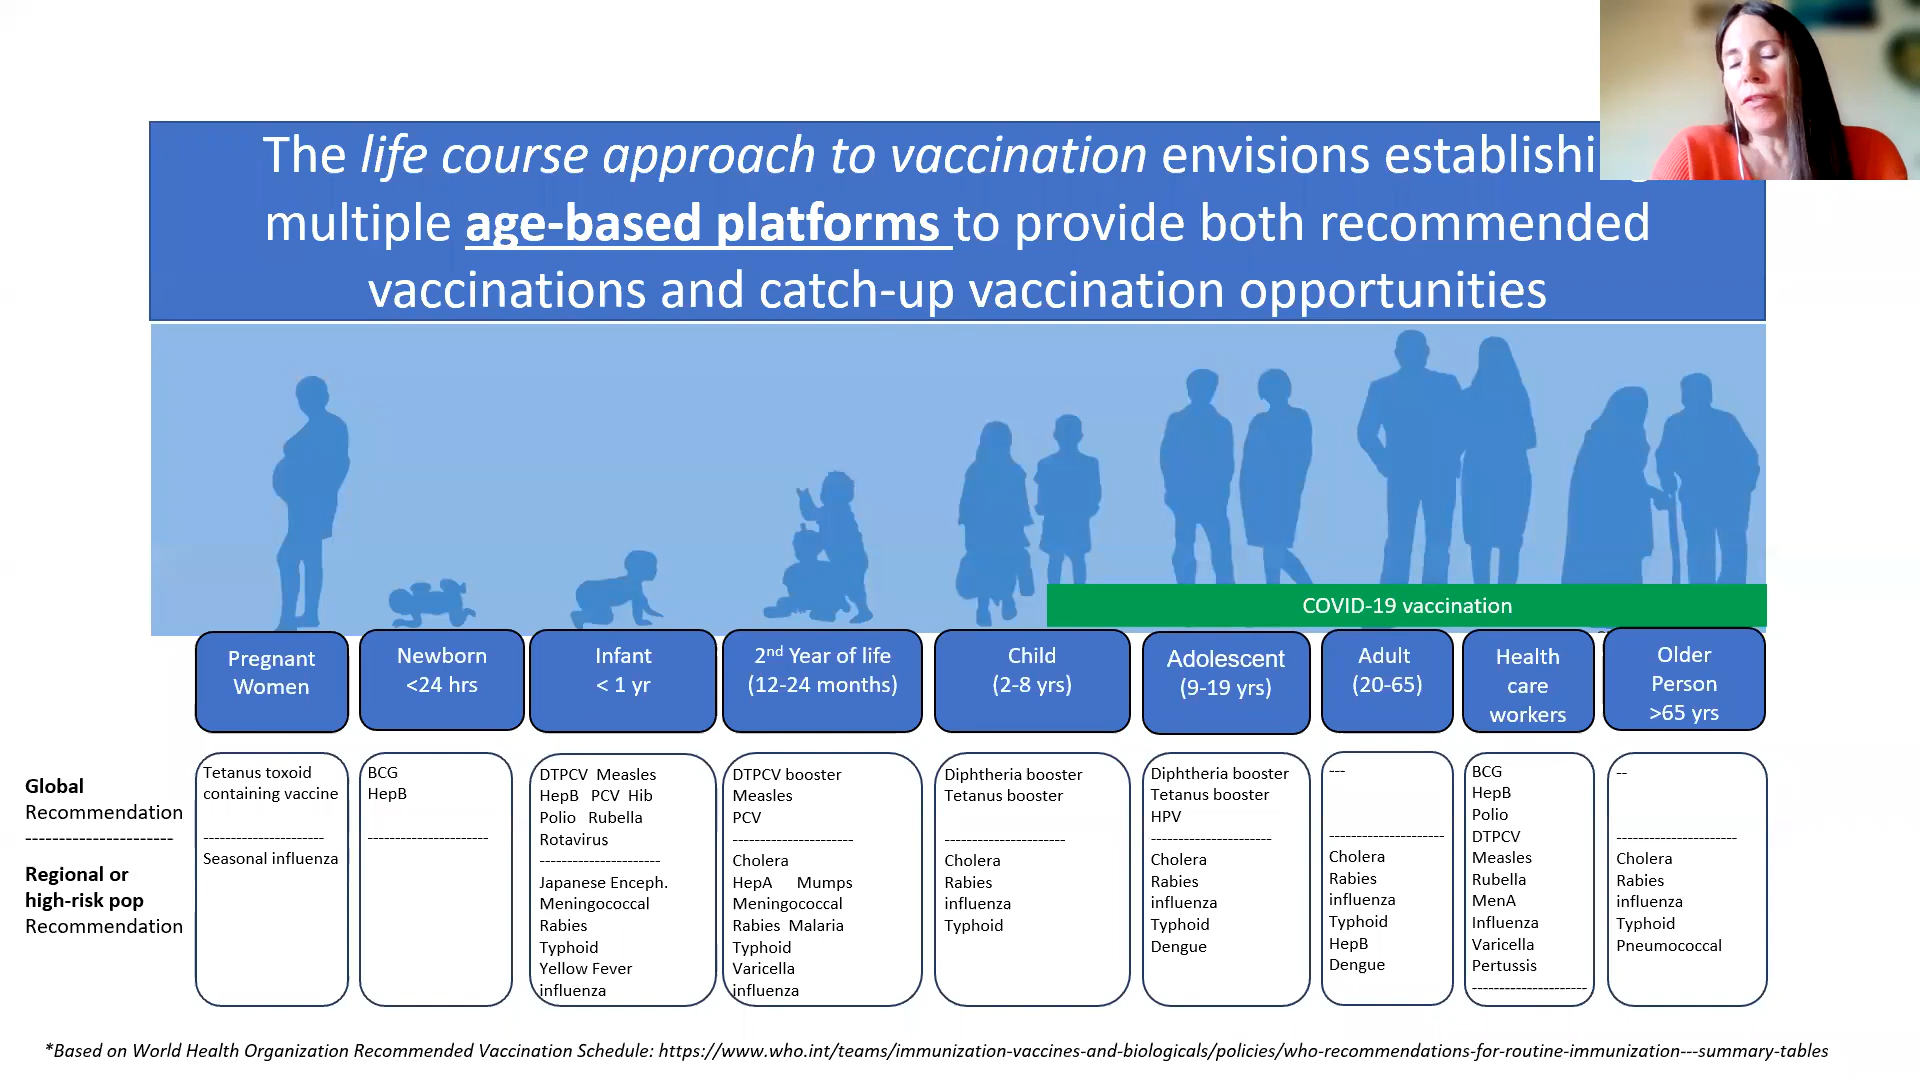 The life course approach to vaccination envisions
multiple age-based platforms to provide both recommended
vaccinations and catch-up vaccination opportunities
COVID-19 vaccination
Pregnant
Women
Newborn
<24 hrs
Infant
< 1 yr
2nd Year of life
(12-24 months)
Child
(2-8 yrs)
Adolescent
(9-19 yrs)
Adult
(20-65)
Health
care
workers
Older
Person
>65 yrs
Global
Recommendation
----------------------
Regional or
high-risk pop
Recommendation
Tetanus toxoid
containing vaccine
----------------------
Seasonal influenza
BCG
HepB
----------------------
DTPCV Measles
HepB PCV Hib
Polio Rubella
Rotavirus
----------------------
Japanese Enceph.
Meningococcal
Rabies
Typhoid
Yellow Fever
influenza
DTPCV booster
Measles
PCV
----------------------
Cholera
HepA Mumps
Meningococcal
Rabies Malaria
Typhoid
Varicella
influenza
Diphtheria booster
Tetanus booster
----------------------
Cholera
Rabies
influenza
Typhoid
Diphtheria booster
Tetanus booster
HPV
----------------------
Cholera
Rabies
influenza
Typhoid
Dengue
---
---------------------
Cholera
Rabies
influenza
Typhoid
HepB
Dengue
BCG
HepB
Polio
DTPCV
Measles
Rubella
MenA
Influenza
Varicella
Pertussis
---------------------
--
----------------------
Cholera
Rabies
influenza
Typhoid
Pneumococcal
*Based on World Health Organization Recommended Vaccination Schedule: https://www.who.int/teams/immunization-vaccines-and-biologicals/policies/who-recommendations-for-routine-immunization---summary-tables